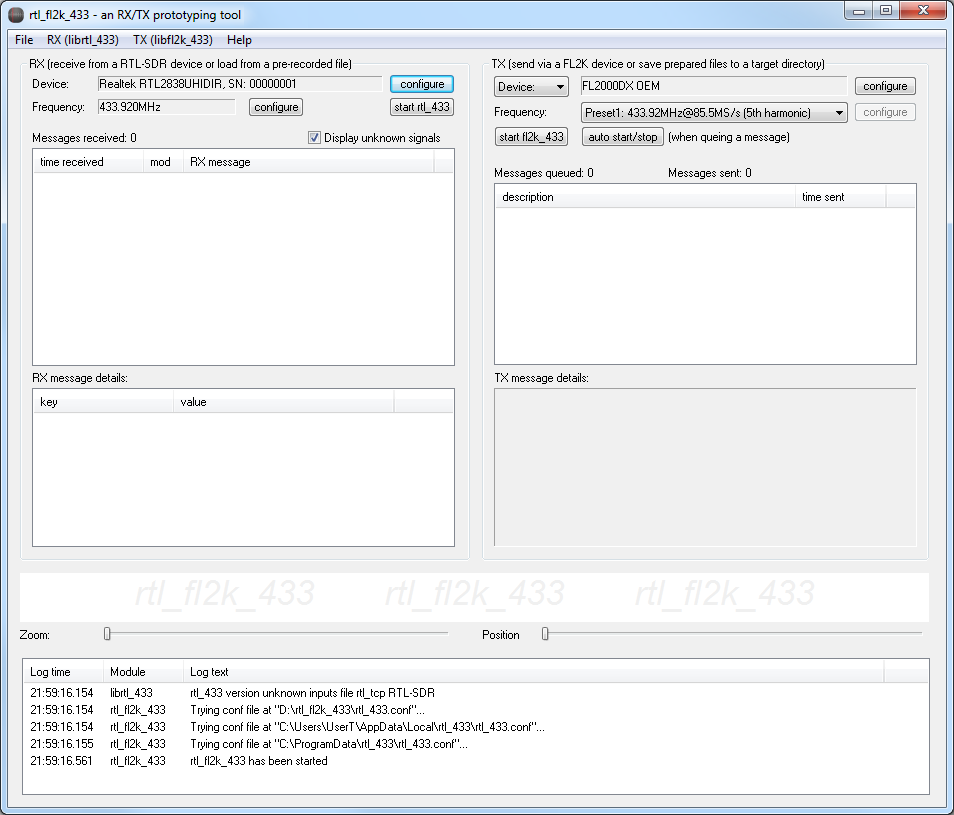 rtl_fl2k_433 - an RX/TX prototyping tool
File RX (librtl_433) TX (libfl2k_433) Help
RX (receive from a RTL-SDR device or load from a pre-recorded file)
Device: Realtek RTL2838UHIDIR, SN: 00000001 configure
Frequency: 433.920MHz configure start rtl_433
Messages received: 0 Display unknown signals
time received mod RX message
RX message details:
key value
TX (send via a FL2K device or save prepared files to a target directory)
Device: FL2000DX OEM configure
Frequency: Preset1: 433.92MHz@85.5MS/s (5th harmonic) configure
start fl2k_433 auto start/stop (when queing a message)
Messages queued: 0 Messages sent: 0
description time sent
TX message details:
rtl_fl2k_433 rtl_fl2k_433 rtl_fl2k_433
Zoom: Position
Log time Module Log text
21:59:16.154 librtl_433 rtl_433 version unknown inputs file rtl_tcp RTL-SDR
21:59:16.154 rtl_fl2k_433 Trying conf file at "D:\rtl_fl2k_433\rtl_433.conf"...
21:59:16.154 rtl_fl2k_433 Trying conf file at "C:\Users\UserT\AppData\Local\rtl_433\rtl_433.conf"...
21:59:16.155 rtl_fl2k_433 Trying conf file at "C:\ProgramData\rtl_433\rtl_433.conf"...
21:59:16.561 rtl_fl2k_433 rtl_fl2k_433 has been started